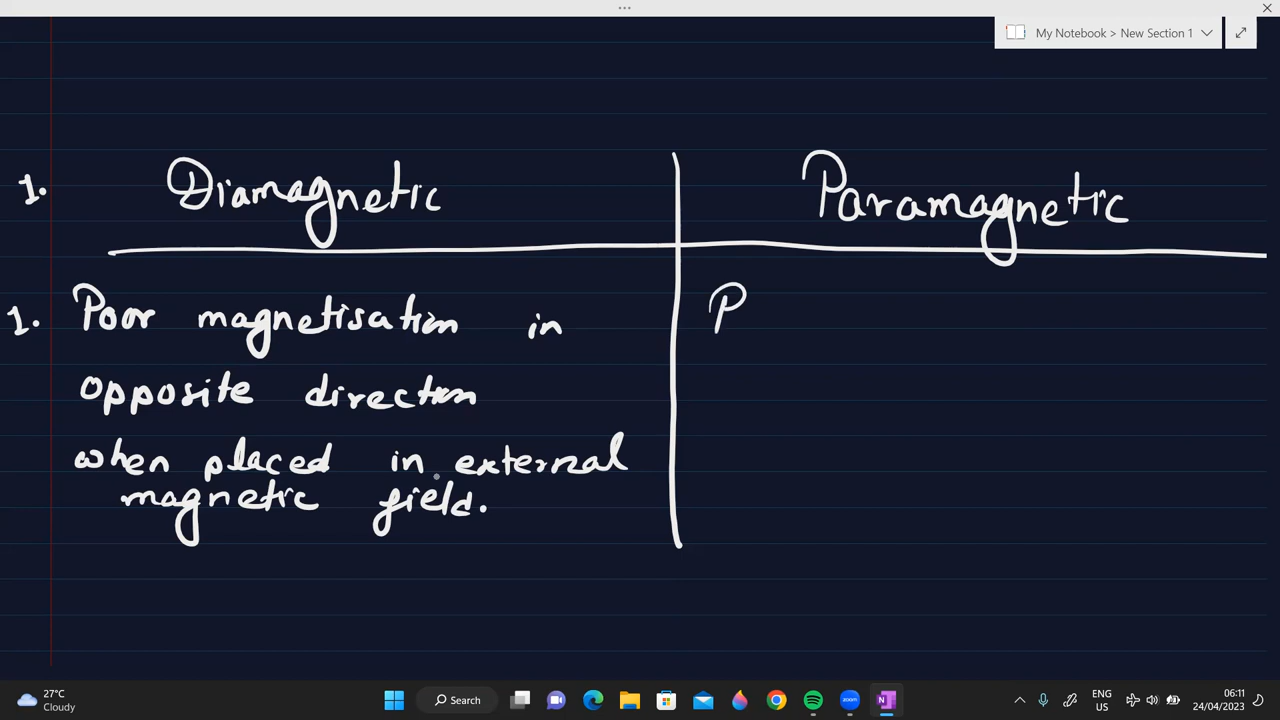 My Notebook > New Section 1
1. Diamagnetic
Paramagnetic
1. Poor magnetisation in
opposite direction
when placed in external
magnetic field.
P
27°C
Cloudy
Search
zoom
ENG
US
06:11
24/04/2023